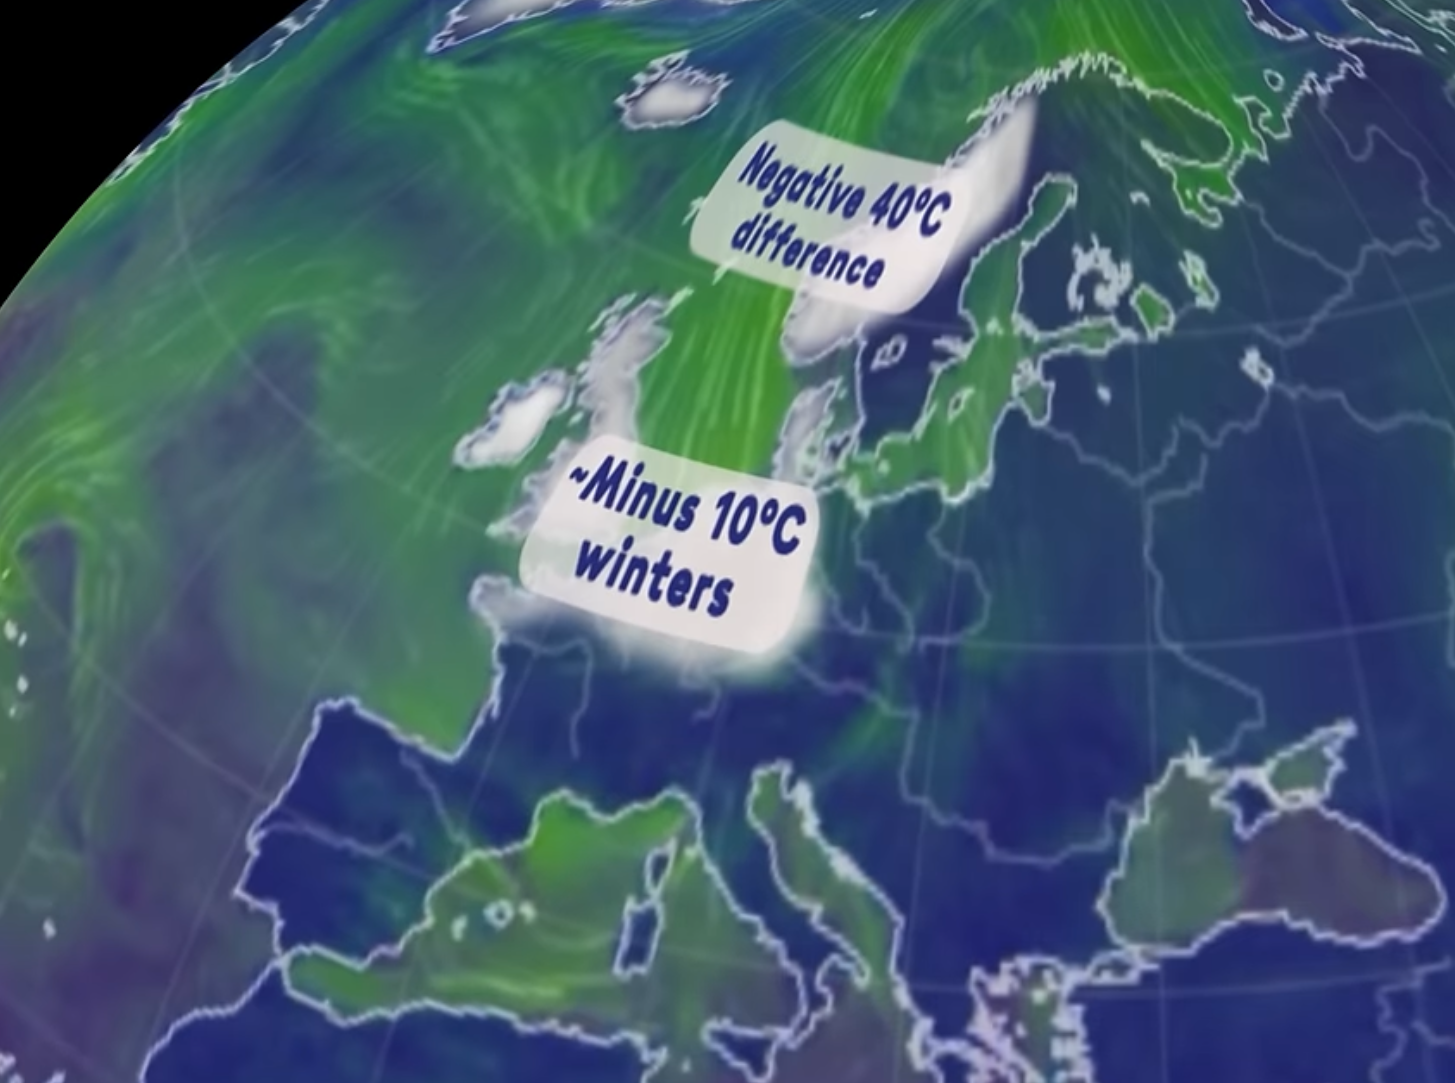 Negative 40°C
difference
~Minus 10°C
winters